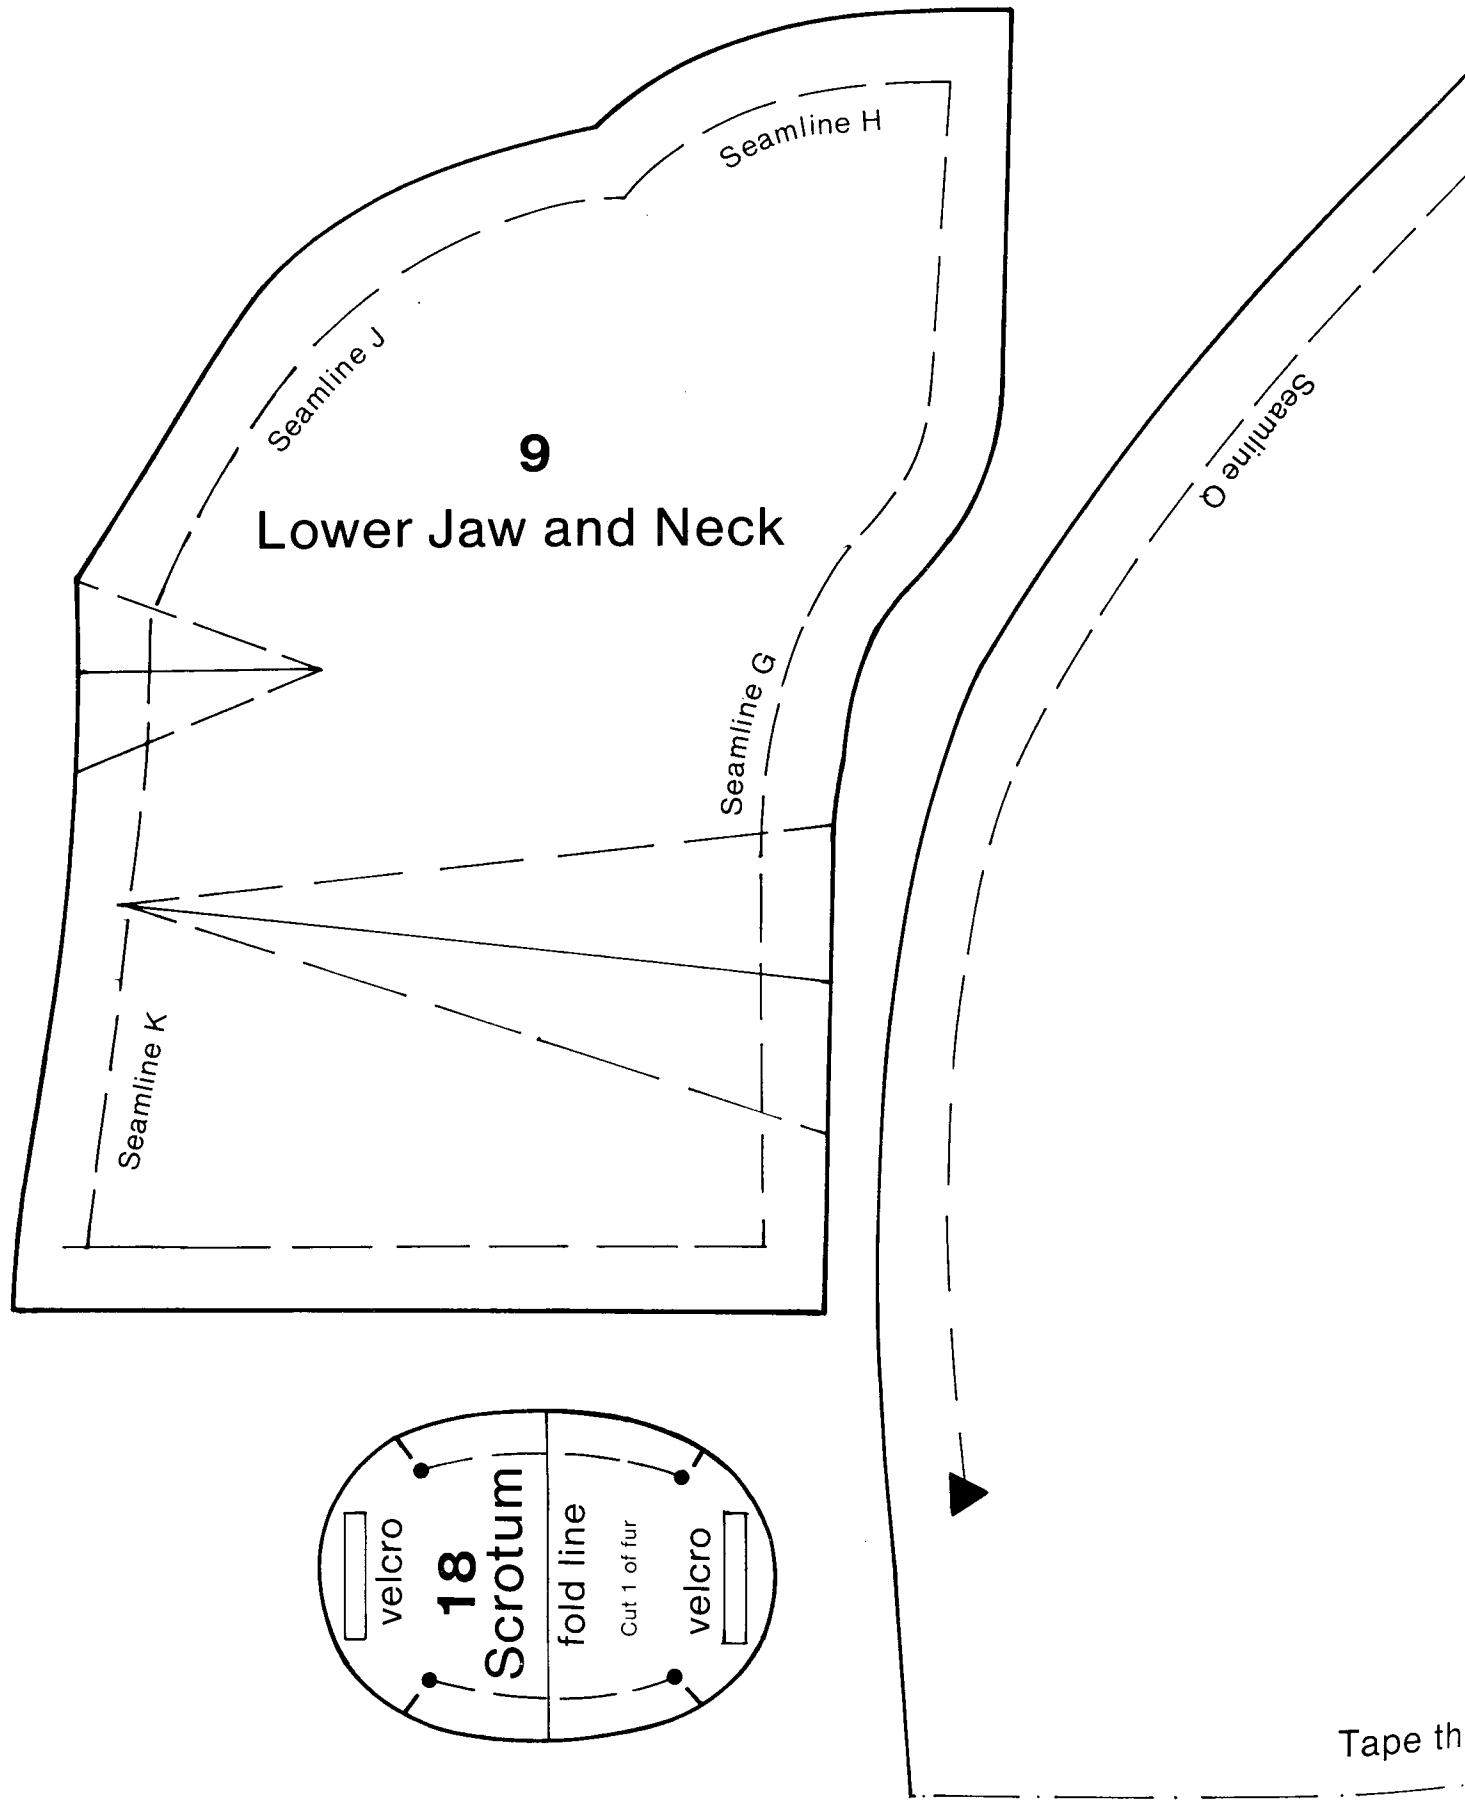 Seamline H
Seamline J
Seamline Q
9
Lower Jaw and Neck
Seamline G
Seamline K
velcro
18
Scrotum
fold line
Cut 1 of fur
velcro
Tape th